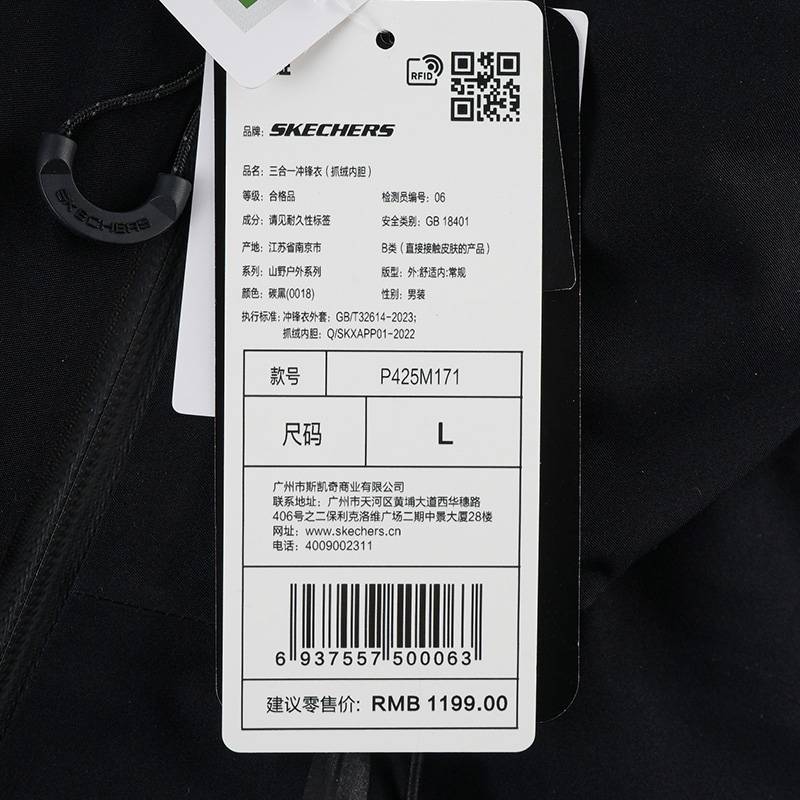 RFID
品牌: SKECHERS
品名: 三合一冲锋衣(抓绒内胆)
等级: 合格品 检测员编号: 06
成分: 请见耐久性标签 安全类别: GB 18401
产地: 江苏省南京市 B类(直接接触皮肤的产品)
系列: 山野户外系列 版型: 外:舒适内:常规
颜色: 碳黑(0018) 性别: 男装
执行标准: 冲锋衣外套: GB/T32614-2023;
抓绒内胆: Q/SKXAPP01-2022
款号 P425M171
尺码 L
广州市斯凯奇商业有限公司
联系地址: 广州市天河区黄埔大道西华穗路
406号之二保利克洛维广场二期中景大厦28楼
网址: www.skechers.cn
电话: 4009002311
6 937557 500063
建议零售价: RMB 1199.00
SKECHERS